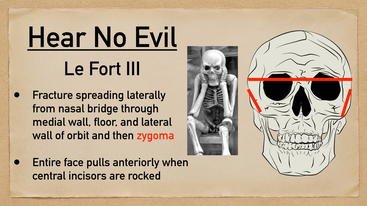 Hear No Evil
Le Fort III
• Fracture spreading laterally
from nasal bridge through
medial wall, floor, and lateral
wall of orbit and then zygoma
• Entire face pulls anteriorly when
central incisors are rocked